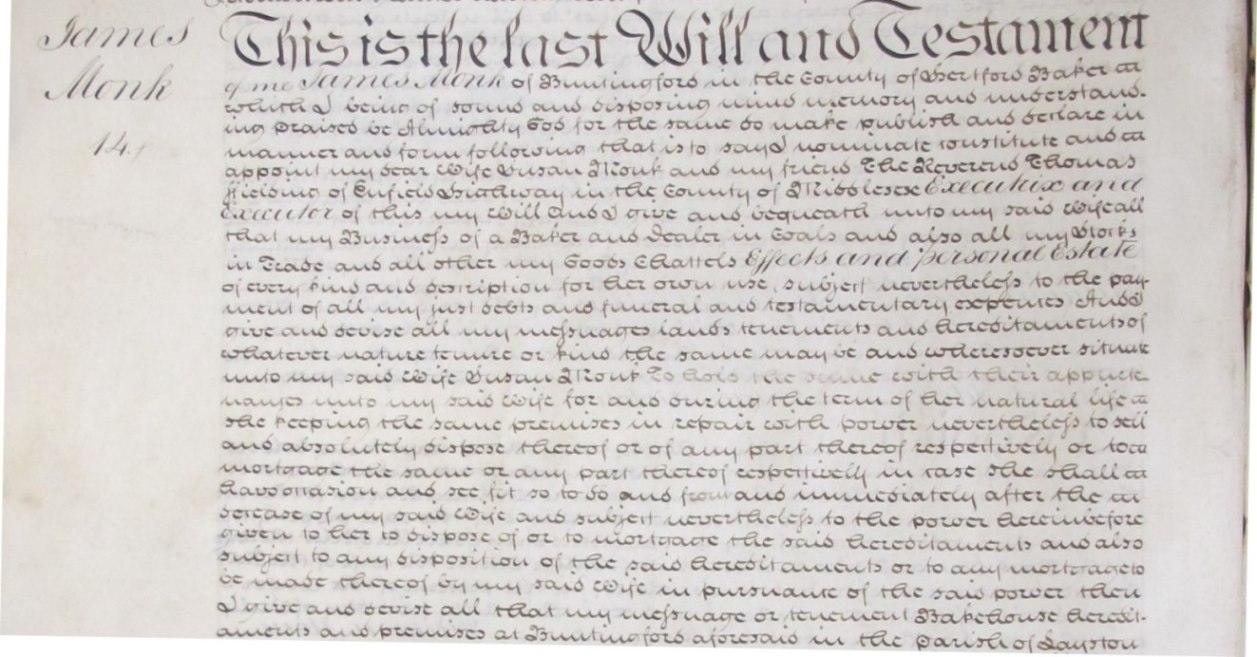 James
Monk
14
This is the last Will and Testament
of me James Monk of Buntingford in the County of Hertford Baker
which I being of sound and disposing mind memory and understand-
ing praised be Almighty God for the same do make publish and declare in
manner and form following that is to say I nominate constitute and
appoint my dear Wife Susan Monk and my friend The Reverend Thomas
Fielding of Enfield Highway in the County of Middlesex Executrix and
Executor of this my Will And I give and bequeath unto my said Wife all
that my Business of a Baker and Dealer in Coals and also all my Stocks
in Trade and all other my Goods Chattels Effects and personal Estate
of every kind and description for her own use subject nevertheless to the pay-
ment of all my just debts and funeral and testamentary expences And I
give and devise all my messuages lands tenements and hereditaments of
whatever nature tenure or kind the same may be and wheresoever situate
unto my said Wife Susan Monk To hold the same with their appurte-
nances unto my said Wife for and during the term of her natural life
she keeping the same premises in repair with power nevertheless to sell
and absolutely dispose thereof or of any part thereof respectively or to
mortgage the same or any part thereof respectively in case she shall
have occasion and see fit so to do and from and immediately after the
decease of my said Wife and subject nevertheless to the power hereinbefore
given to her to dispose of or to mortgage the said hereditaments and also
subject to any disposition of the said hereditaments or to any mortgage to
be made thereof by my said Wife in pursuance of the said power then
I give and devise all that my messuage or tenement Bakehouse heredit-
aments and premises at Buntingford aforesaid in the parish of Layston